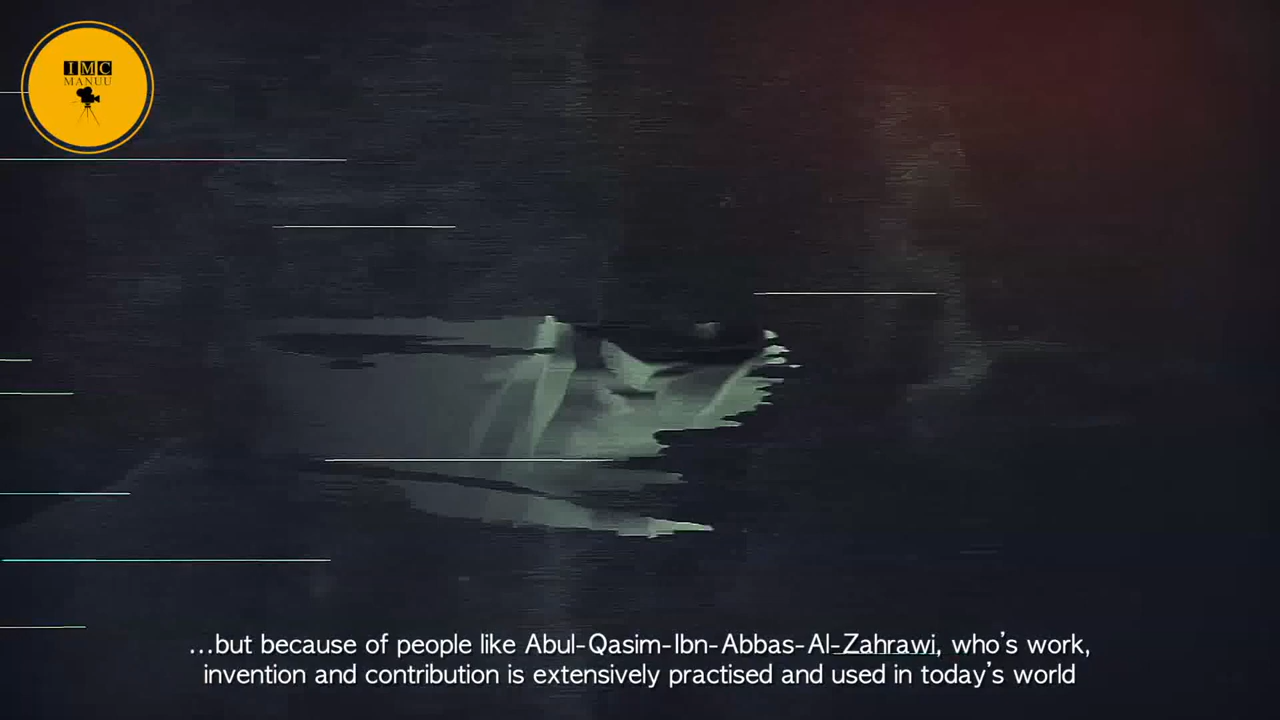 IMC
MANUU
…but because of people like Abul-Qasim-Ibn-Abbas-Al-Zahrawi, who’s work,
invention and contribution is extensively practised and used in today’s world